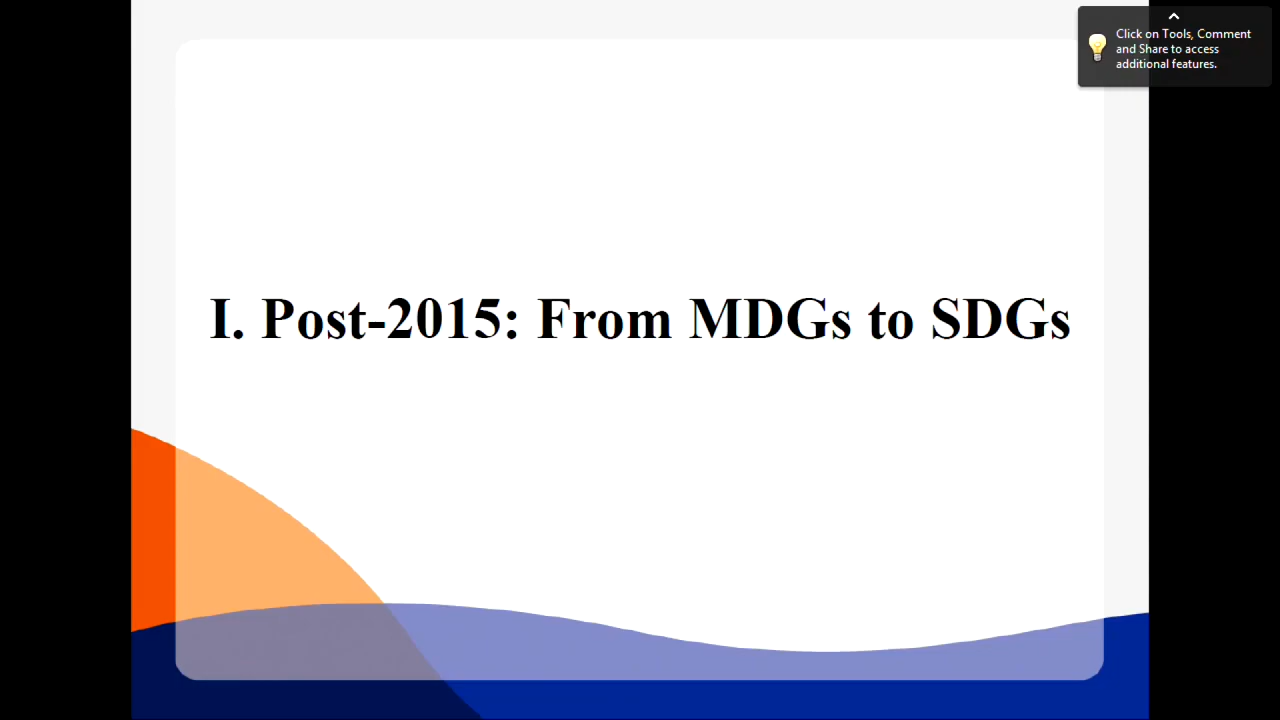 Click on Tools, Comment
and Share to access
additional features.
I. Post-2015: From MDGs to SDGs